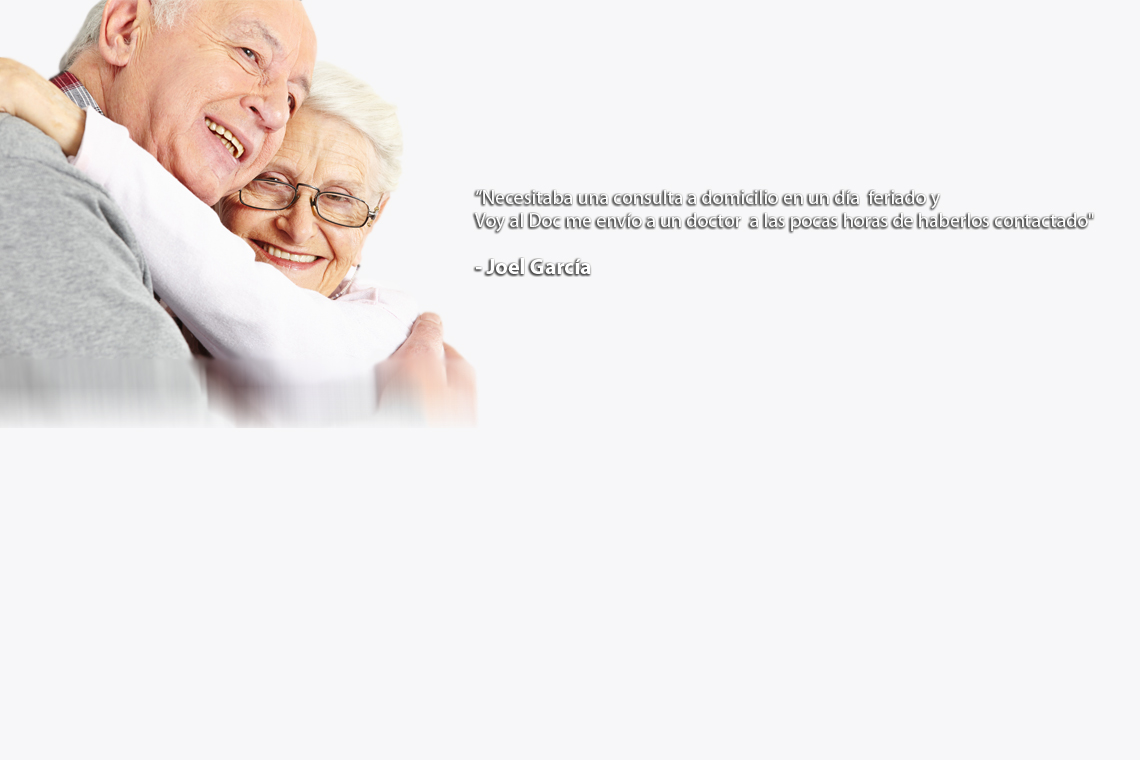 "Necesitaba una consulta a domicilio en un día feriado y
Voy al Doc me envío a un doctor a las pocas horas de haberlos contactado"
- Joel García